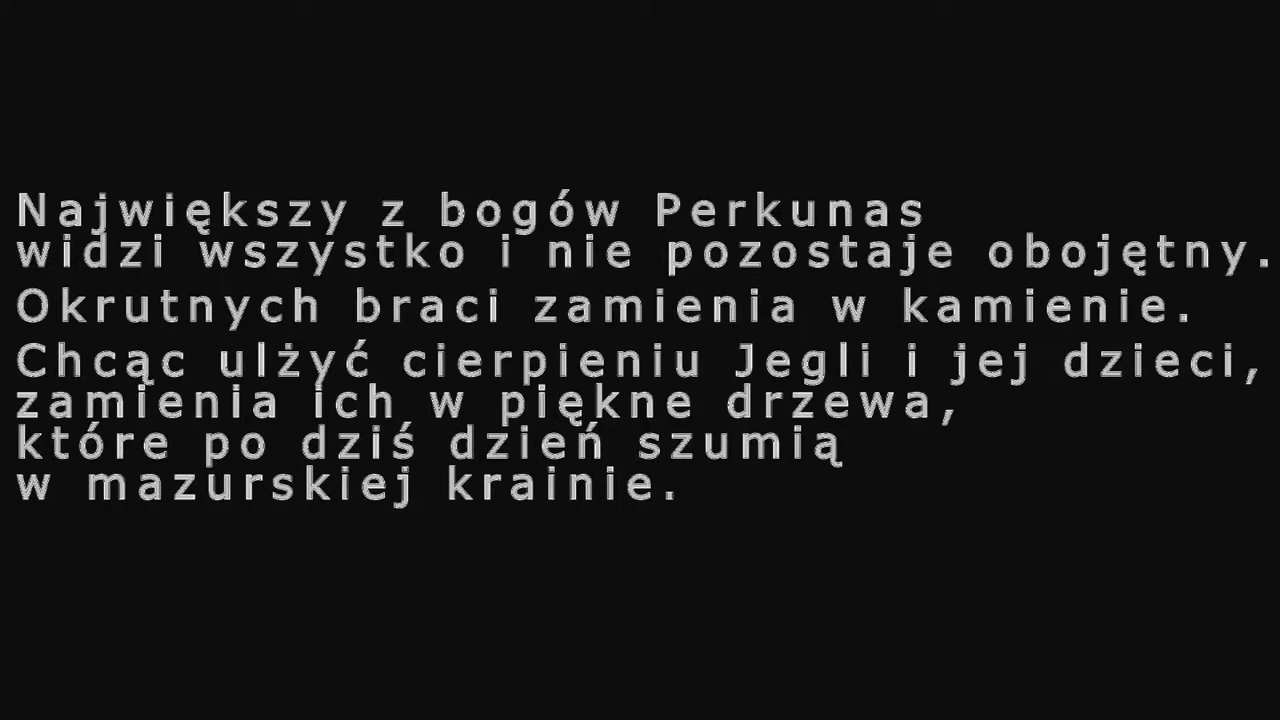 Największy z bogów Perkunas
widzi wszystko i nie pozostaje obojętny.
Okrutnych braci zamienia w kamienie.
Chcąc ulżyć cierpieniu Jegli i jej dzieci,
zamienia ich w piękne drzewa,
które po dziś dzień szumią
w mazurskiej krainie.